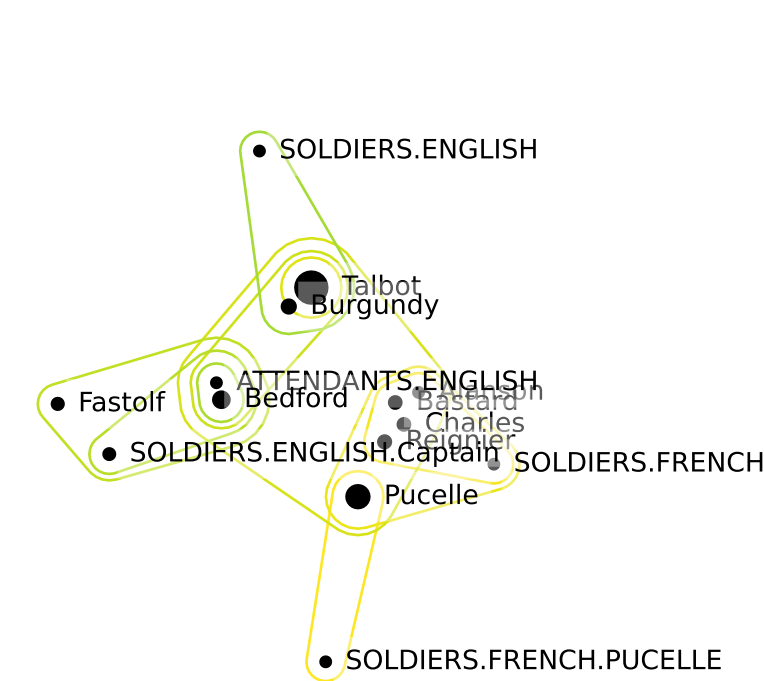 SOLDIERS.ENGLISH
Talbot
Burgundy
ATTENDANTS.ENGLISH
Alanson
Bedford
Fastolf
Bastard
Charles
Reignier
SOLDIERS.ENGLISH.Captain
SOLDIERS.FRENCH
Pucelle
SOLDIERS.FRENCH.PUCELLE